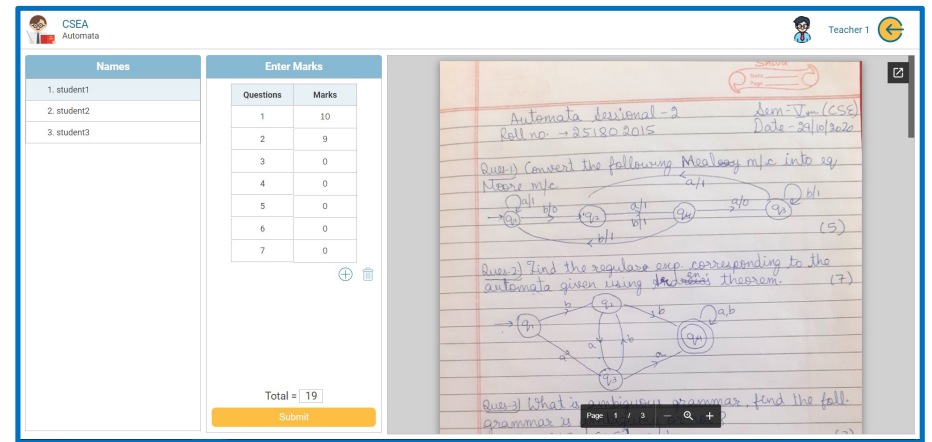 CSEA
Automata
Teacher 1
Names
1. student1
2. student2
3. student3
Enter Marks
Questions Marks
1 10
2 9
3 0
4 0
5 0
6 0
7 0
Total = 19
Submit
Shiva
Date
Page
Automata Sessional - 2
Sem - V (CSE)
Roll no. → 251802015
Date - 29/10/2020
Ques-1) Convert the following Mealy m/c into eq
Moore m/c
a/1
a/1
b/0
a/1
b/1
a/0
b/1
q1
q2
q4
q3
b/1
(5)
Ques-2) Find the regular exp. corresponding to the
automata given using theorem. (7)
b
q2
b
a,b
q1
a
b
q4
a
a
q3
Ques-3) What is ambiguous grammar, find the foll.
grammar is
Page 1 / 3 — +